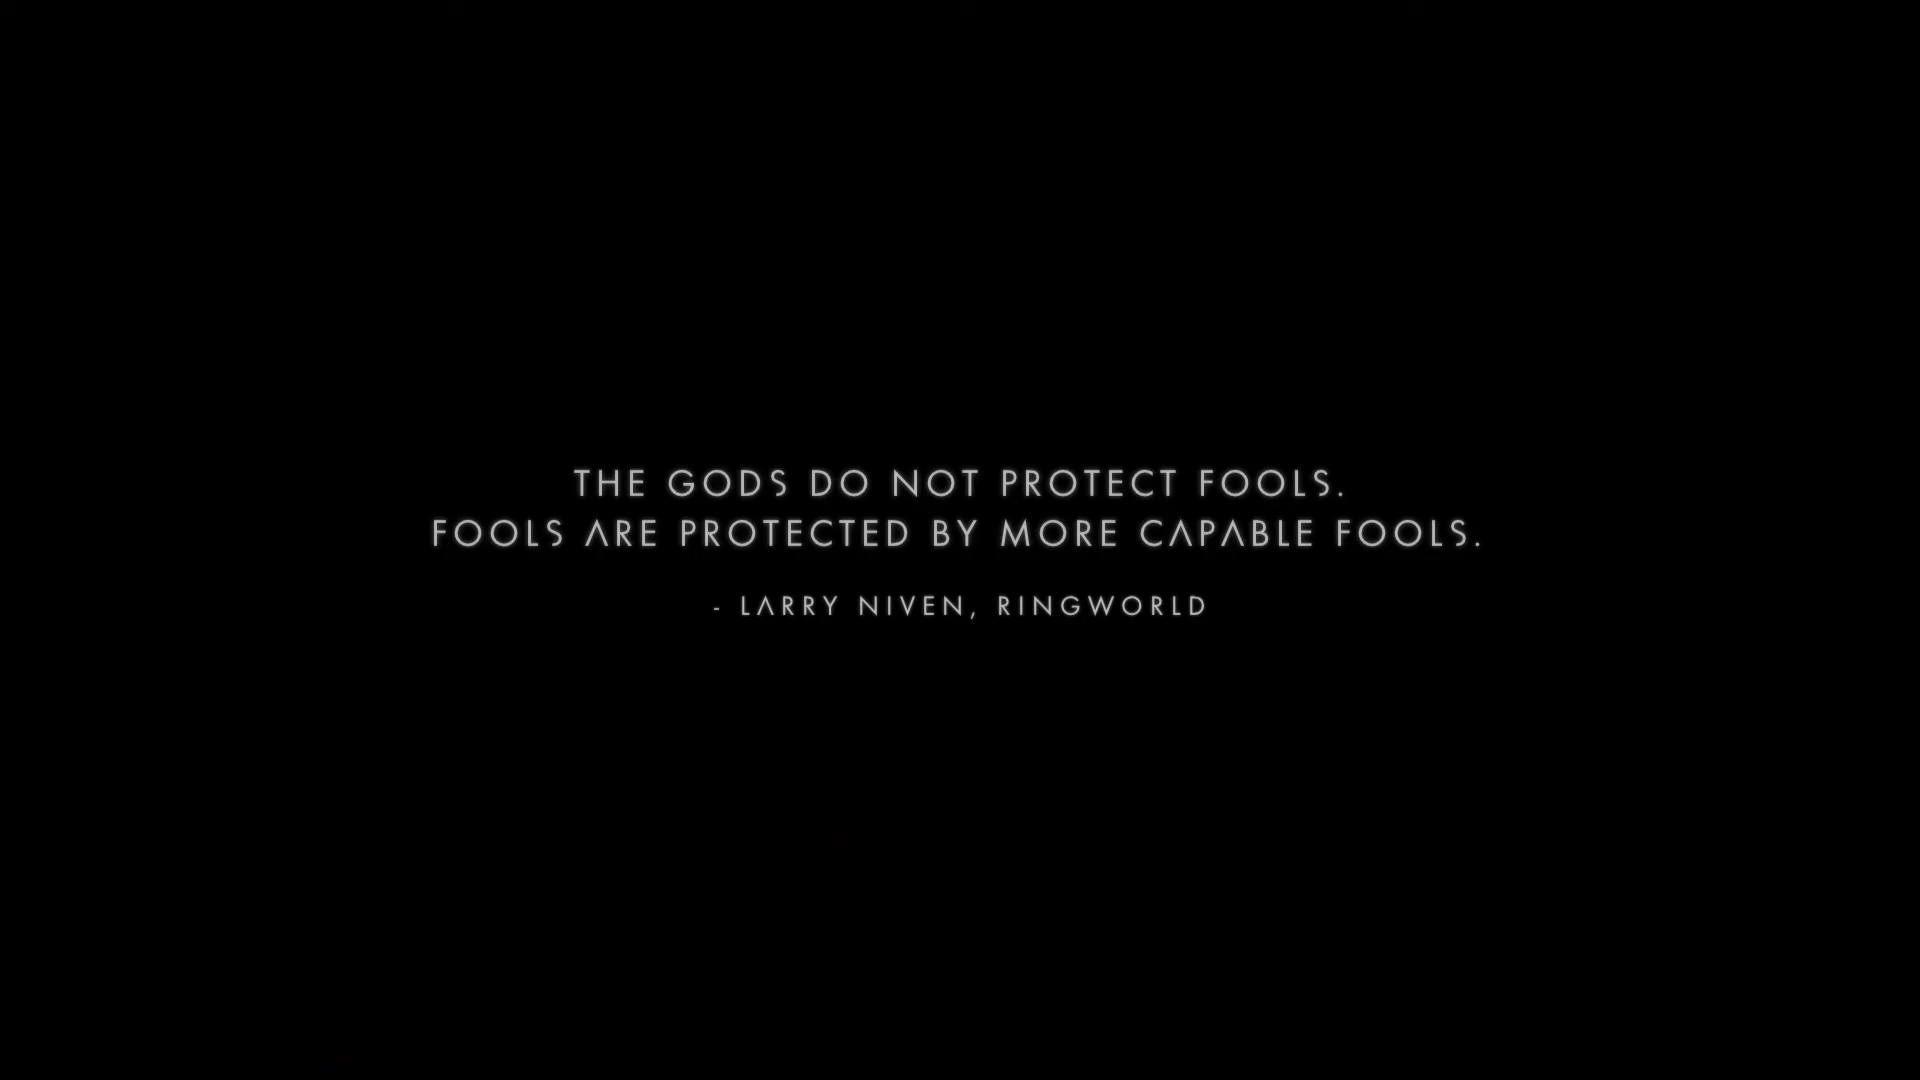 THE GODS DO NOT PROTECT FOOLS.
FOOLS ARE PROTECTED BY MORE CAPABLE FOOLS.
- LARRY NIVEN, RINGWORLD